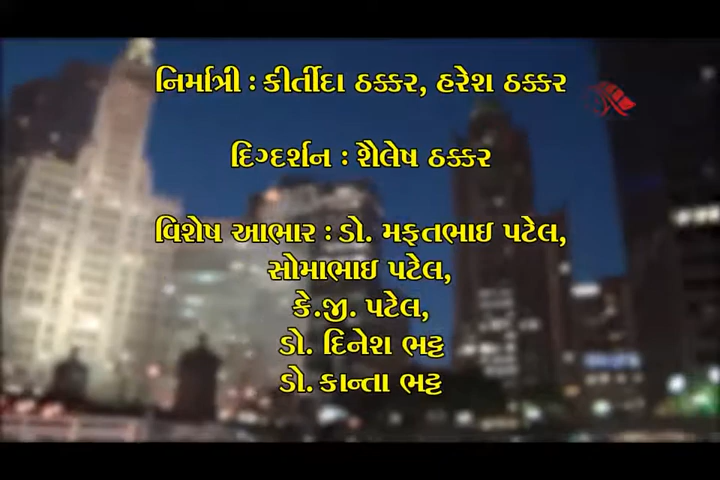 નિર્માત્રી : કીર્તીદા ઠક્કર, હરેશ ઠક્કર
દિગ્દર્શન : શૈલેષ ઠક્કર
વિશેષ આભાર : ડો. મફતભાઇ પટેલ,
સોમાભાઇ પટેલ,
કે.જી. પટેલ,
ડો. દિનેશ ભટ્ટ
ડો. કાન્તા ભટ્ટ